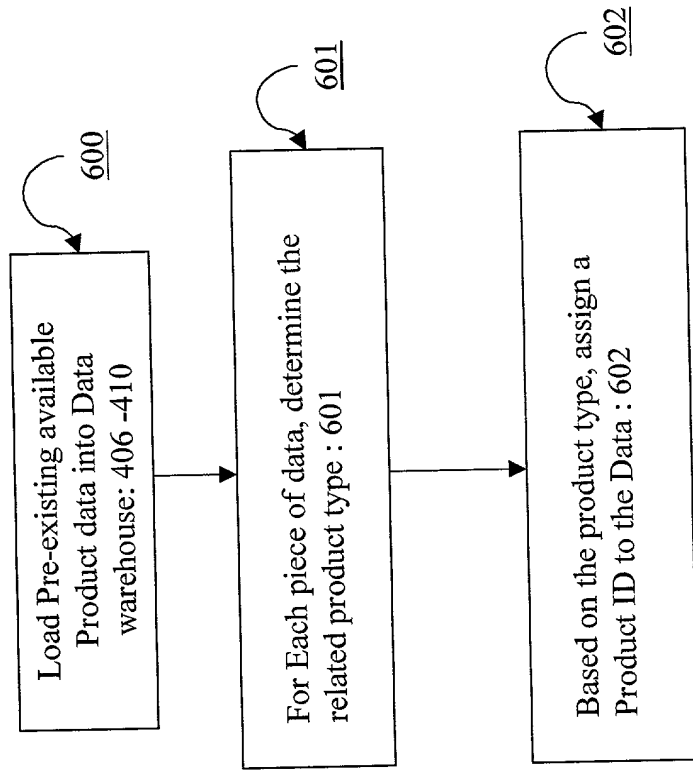 600
Load Pre-existing available
Product data into Data
warehouse: 406 -410
601
For Each piece of data, determine the
related product type : 601
602
Based on the product type, assign a
Product ID to the Data : 602